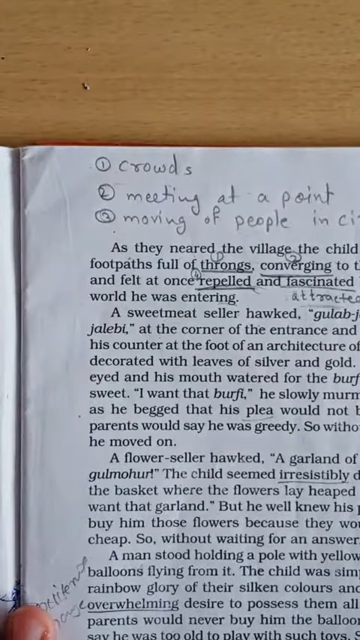 ① crowds
② meeting at a point
③ moving of people in ci
As they neared the village the child
footpaths full of throngs, converging to t
and felt at once repelled and fascinated
attracted
world he was entering.
A sweetmeat seller hawked, “gulab-j
jalebi,” at the corner of the entrance and
his counter at the foot of an architecture of
decorated with leaves of silver and gold.
eyed and his mouth watered for the burf
sweet. “I want that burfi,” he slowly murm
as he begged that his plea would not b
parents would say he was greedy. So witho
he moved on.
A flower-seller hawked, “A garland of
gulmohur!” The child seemed irresistibly d
the basket where the flowers lay heaped
want that garland.” But he well knew his p
buy him those flowers because they wou
cheap. So, without waiting for an answer
A man stood holding a pole with yellow
balloons flying from it. The child was sim
rainbow glory of their silken colours and
overwhelming desire to possess them all
parents would never buy him the balloo
say he was too old to play with such toys